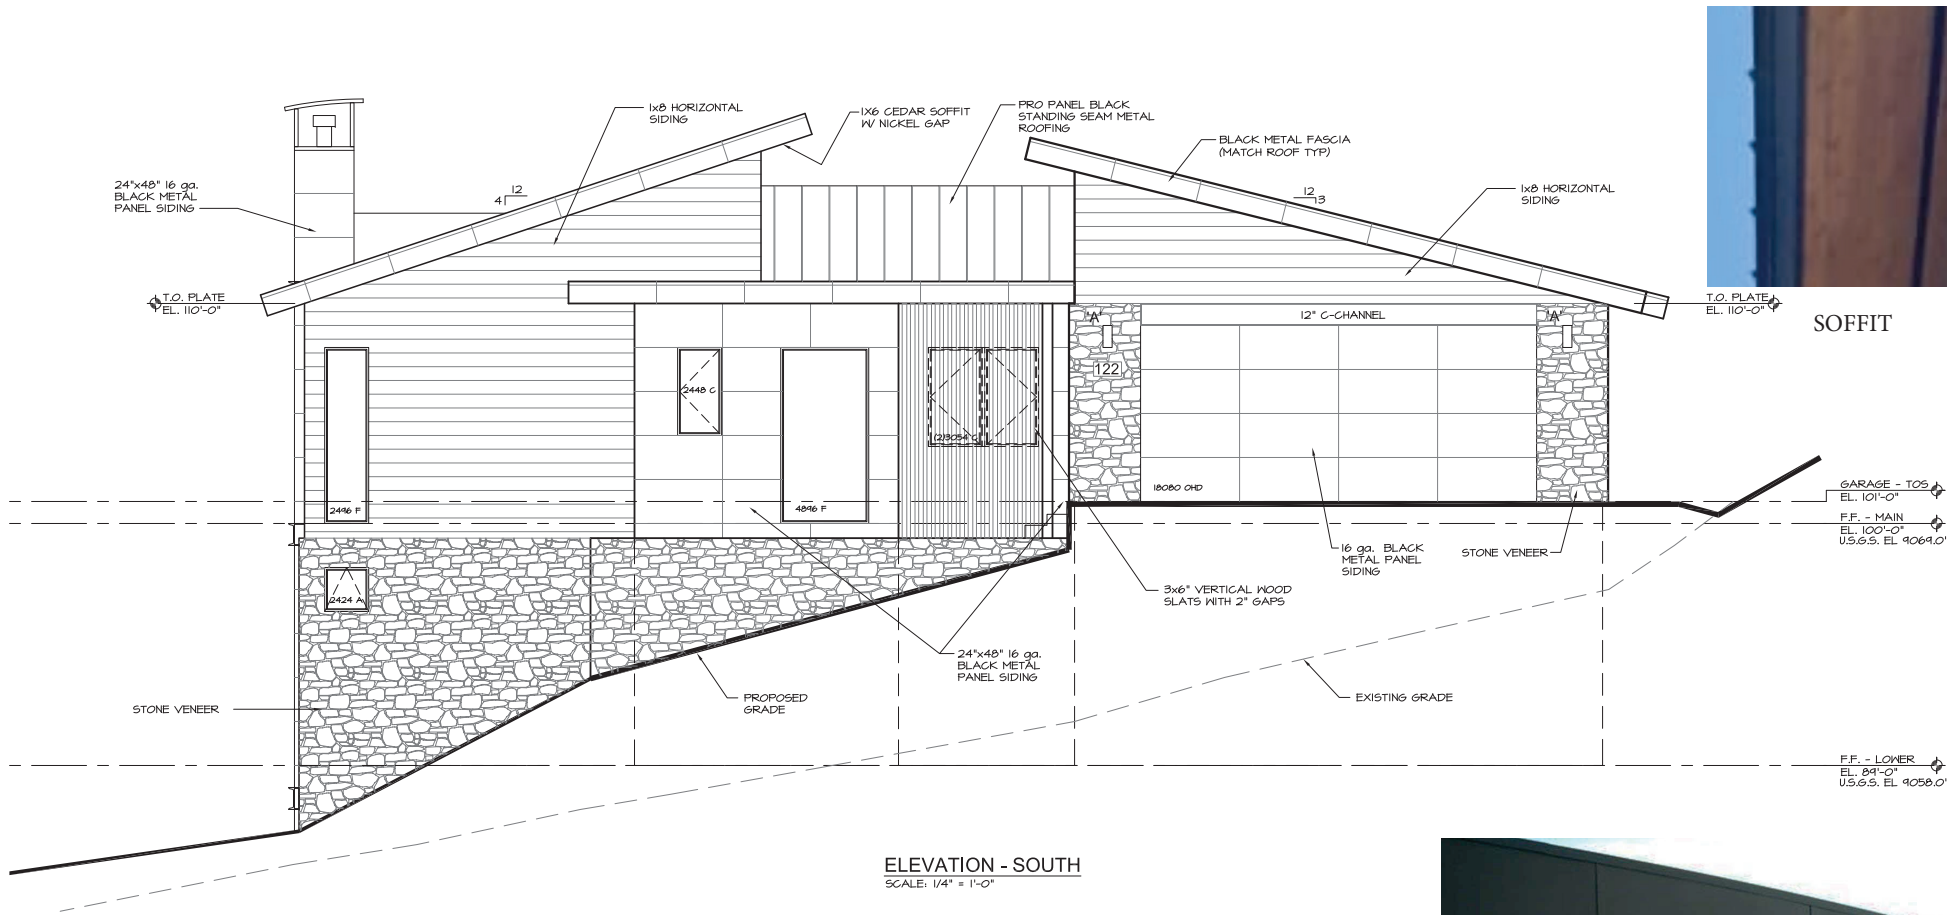 1x8 HORIZONTAL
SIDING
1X6 CEDAR SOFFIT
W/ NICKEL GAP
PRO PANEL BLACK
STANDING SEAM METAL
ROOFING
BLACK METAL FASCIA
(MATCH ROOF TYP)
24"x48" 16 ga.
BLACK METAL
PANEL SIDING
12
4
12
3
1x8 HORIZONTAL
SIDING
T.O. PLATE
EL. 110'-0"
T.O. PLATE
EL. 110'-0"
SOFFIT
'A'
12" C-CHANNEL
'A'
122
2448 C
(2)3054 C
18080 OHD
2496 F
4896 F
GARAGE - TOS
EL. 101'-0"
F.F. - MAIN
EL. 100'-0"
U.S.G.S. EL 9069.0'
16 ga. BLACK
METAL PANEL
SIDING
STONE VENEER
2424 A
3x6" VERTICAL WOOD
SLATS WITH 2" GAPS
24"x48" 16 ga.
BLACK METAL
PANEL SIDING
PROPOSED
GRADE
EXISTING GRADE
STONE VENEER
F.F. - LOWER
EL. 89'-0"
U.S.G.S. EL 9058.0'
ELEVATION - SOUTH
SCALE: 1/4" = 1'-0"